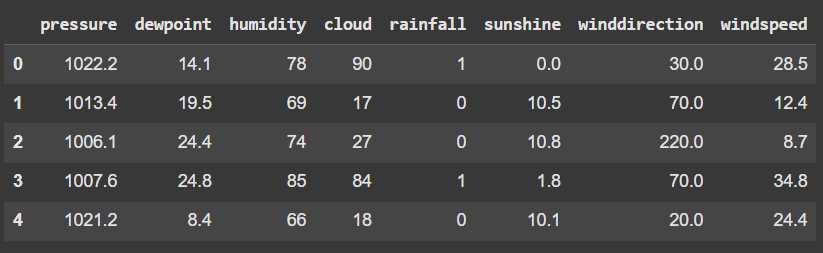 pressure dewpoint humidity cloud rainfall sunshine winddirection windspeed
0 1022.2 14.1 78 90 1 0.0 30.0 28.5
1 1013.4 19.5 69 17 0 10.5 70.0 12.4
2 1006.1 24.4 74 27 0 10.8 220.0 8.7
3 1007.6 24.8 85 84 1 1.8 70.0 34.8
4 1021.2 8.4 66 18 0 10.1 20.0 24.4